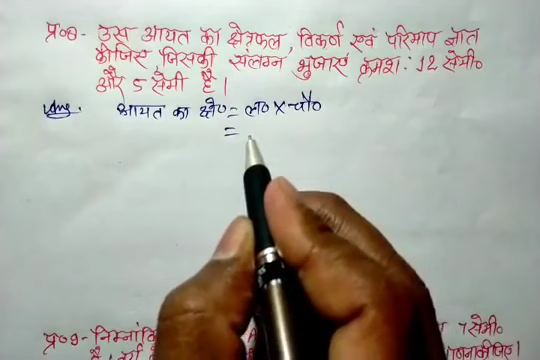 प्र०⑧- उस आयत का क्षेत्रफल, विकर्ण एवं परिमाप ज्ञात
कीजिए, जिसकी संलग्न भुजाएं क्रमश: 12 सेमी०
और 5 सेमी है।
Ans. आयत का क्षे० = ल० × चौ०
=
प्र०9- निम्नांकि सेमी०
है